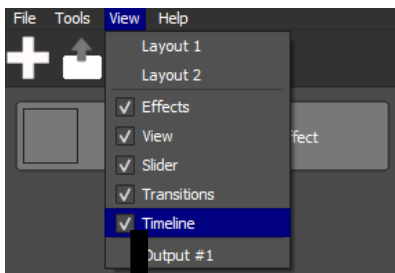 File Tools View Help
Layout 1
Layout 2
Effects
View
Slider
Transitions
Timeline
Output #1